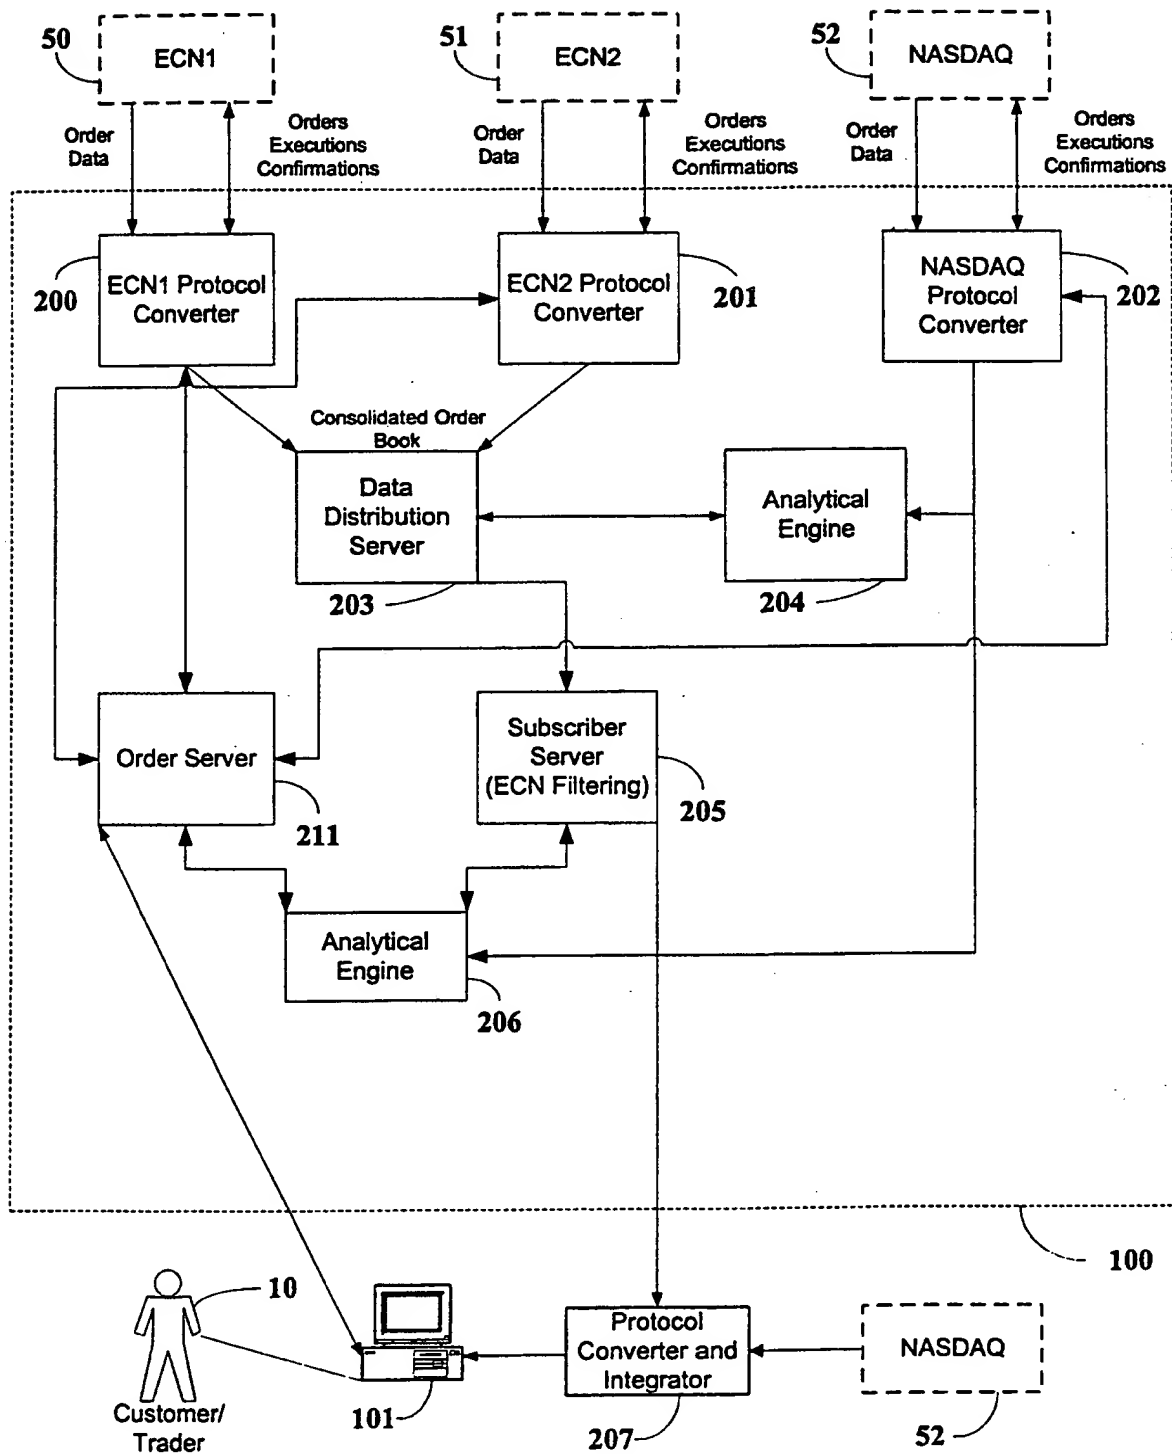 50
ECN1
51
ECN2
52
NASDAQ
Order
Data
Orders
Executions
Confirmations
Order
Data
Orders
Executions
Confirmations
Order
Data
Orders
Executions
Confirmations
200
ECN1 Protocol
Converter
ECN2 Protocol
Converter
201
NASDAQ
Protocol
Converter
202
Consolidated Order
Book
Data
Distribution
Server
203
Analytical
Engine
204
Order Server
211
Subscriber
Server
(ECN Filtering)
205
Analytical
Engine
206
100
10
Customer/
Trader
101
Protocol
Converter and
Integrator
207
NASDAQ
52